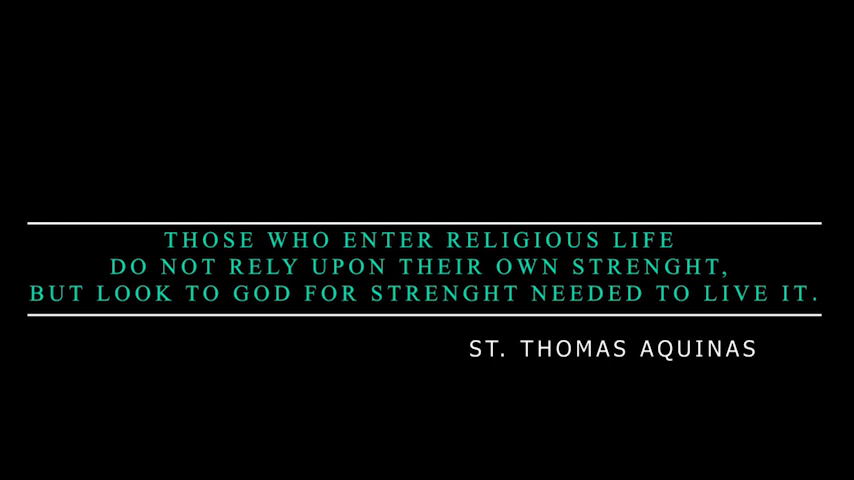 THOSE WHO ENTER RELIGIOUS LIFE
DO NOT RELY UPON THEIR OWN STRENGHT,
BUT LOOK TO GOD FOR STRENGHT NEEDED TO LIVE IT.
ST. THOMAS AQUINAS